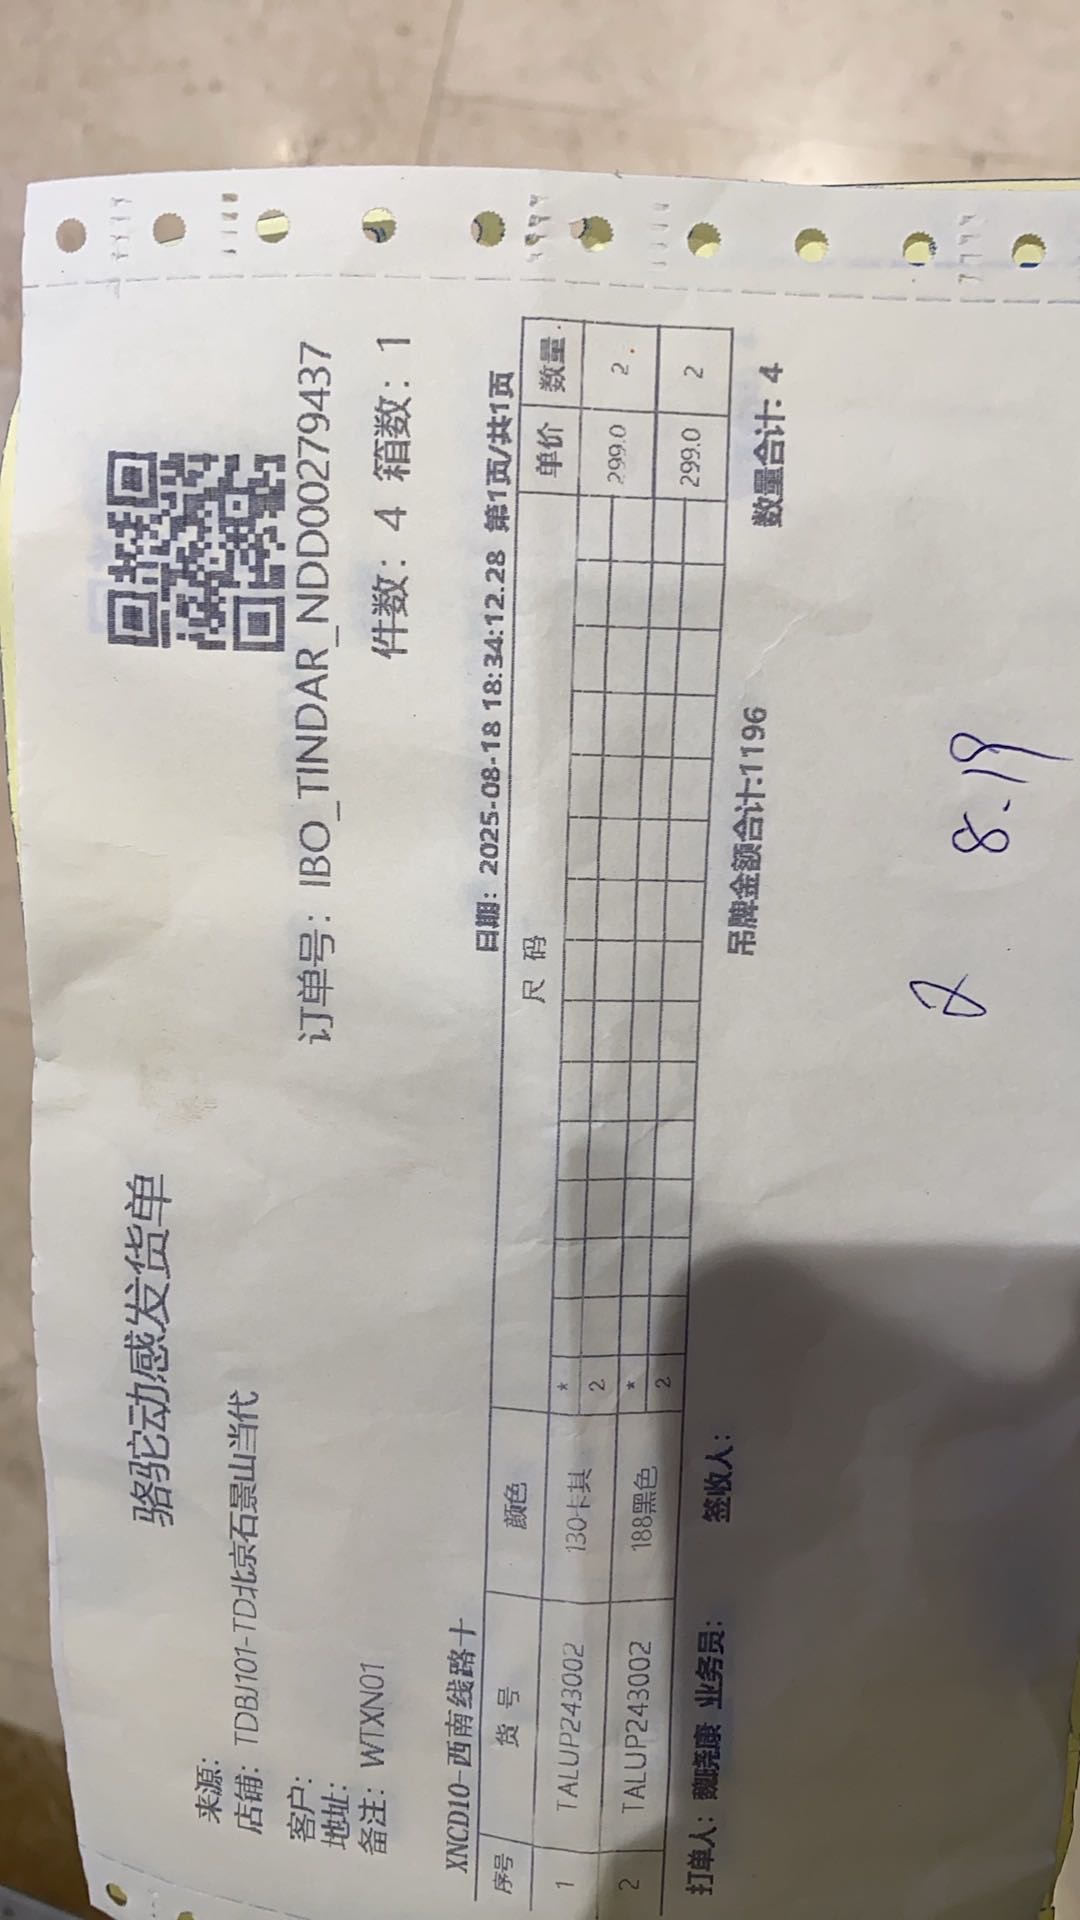 骆驼动感发货单
来源:
店铺: TDBJ101-TD北京石景山当代
订单号: IBO_TINDAR_NDD00279437
客户:
地址:
备注: WTXN01
件数: 4 箱数: 1
XNCD10-西南线路十
日期: 2025-08-18 18:34:12.28 第1页/共1页
序号 货号 颜色 尺码 单价 数量
1 TALUP243002 130卡其 * 299.0 2
2
2 TALUP243002 188黑色 * 299.0 2
2
打单人: 魏晓康 业务员: 签收人: 吊牌金额合计:1196 数量合计: 4
8.19